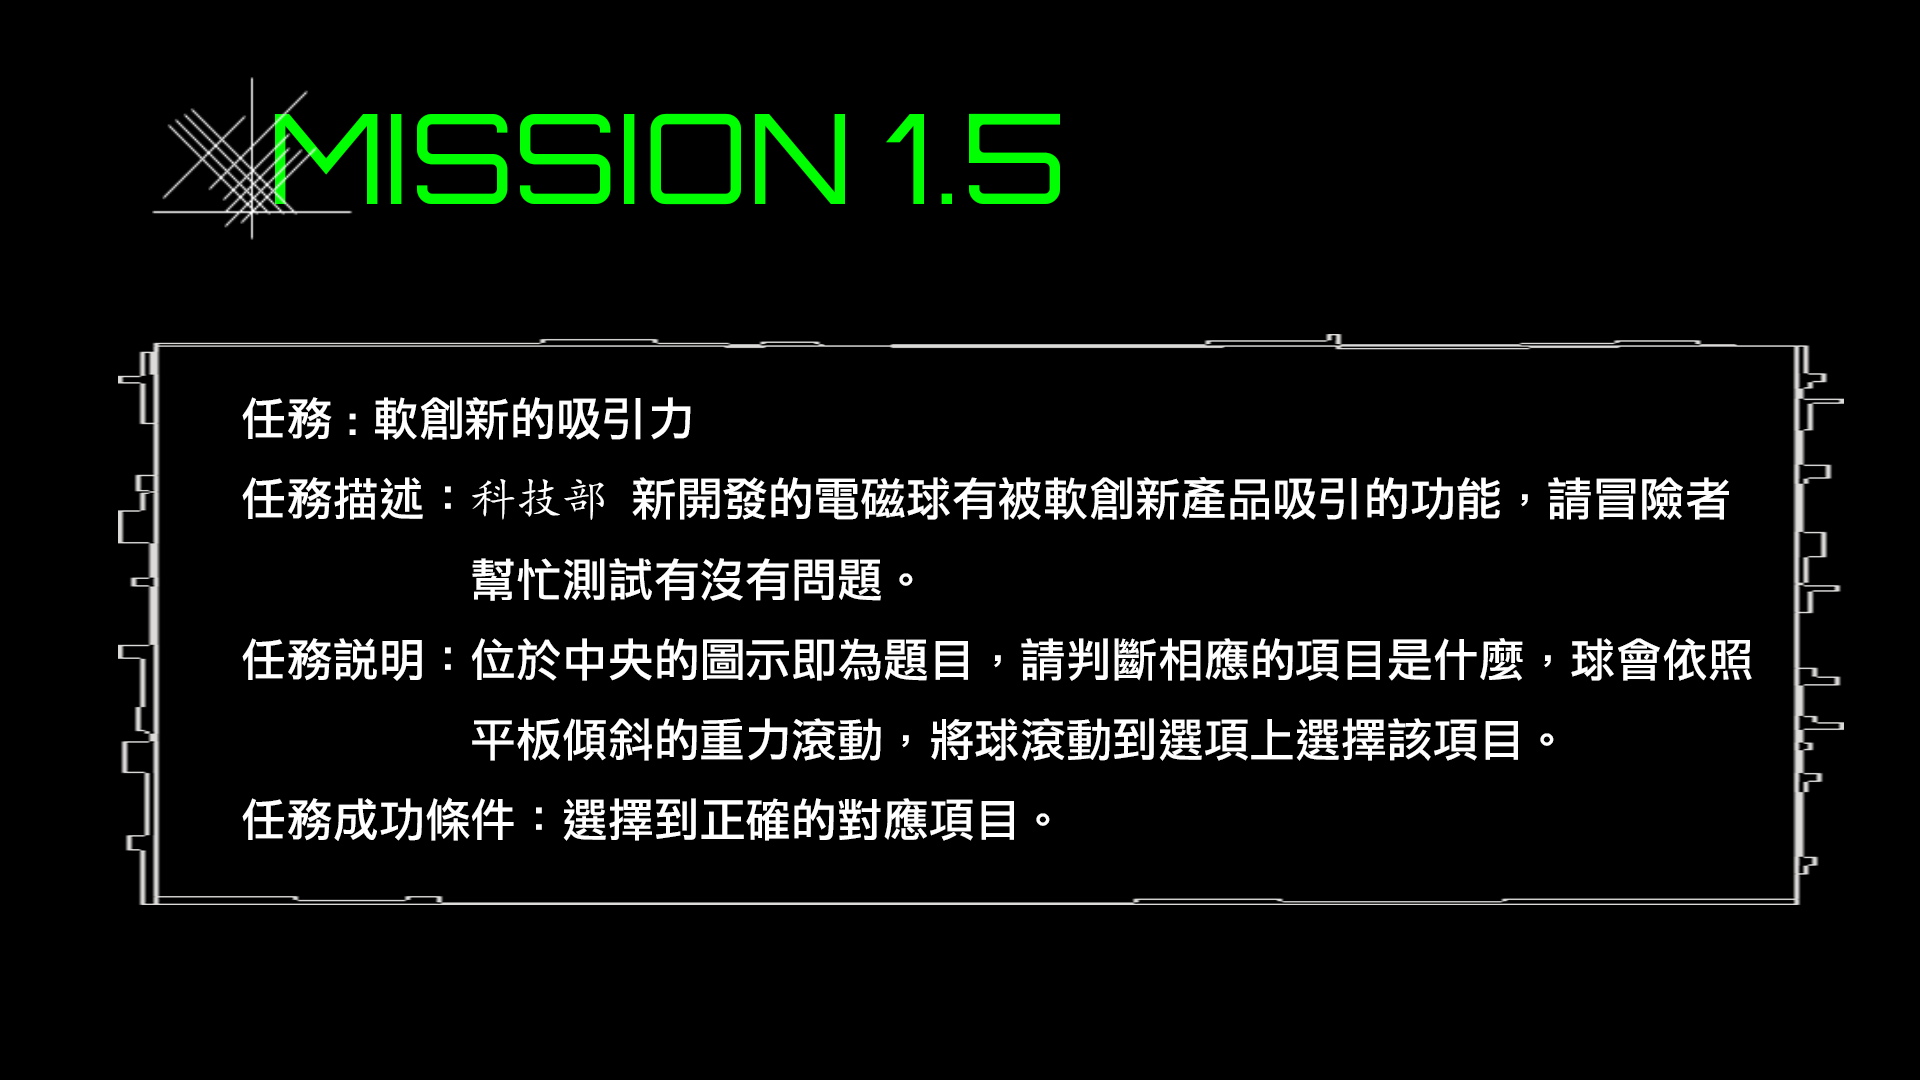 MISSION 1.5
任務：軟創新的吸引力
任務描述：科技部 新開發的電磁球有被軟創新產品吸引的功能，請冒險者
幫忙測試有沒有問題。
任務説明：位於中央的圖示即為題目，請判斷相應的項目是什麼，球會依照
平板傾斜的重力滾動，將球滾動到選項上選擇該項目。
任務成功條件：選擇到正確的對應項目。